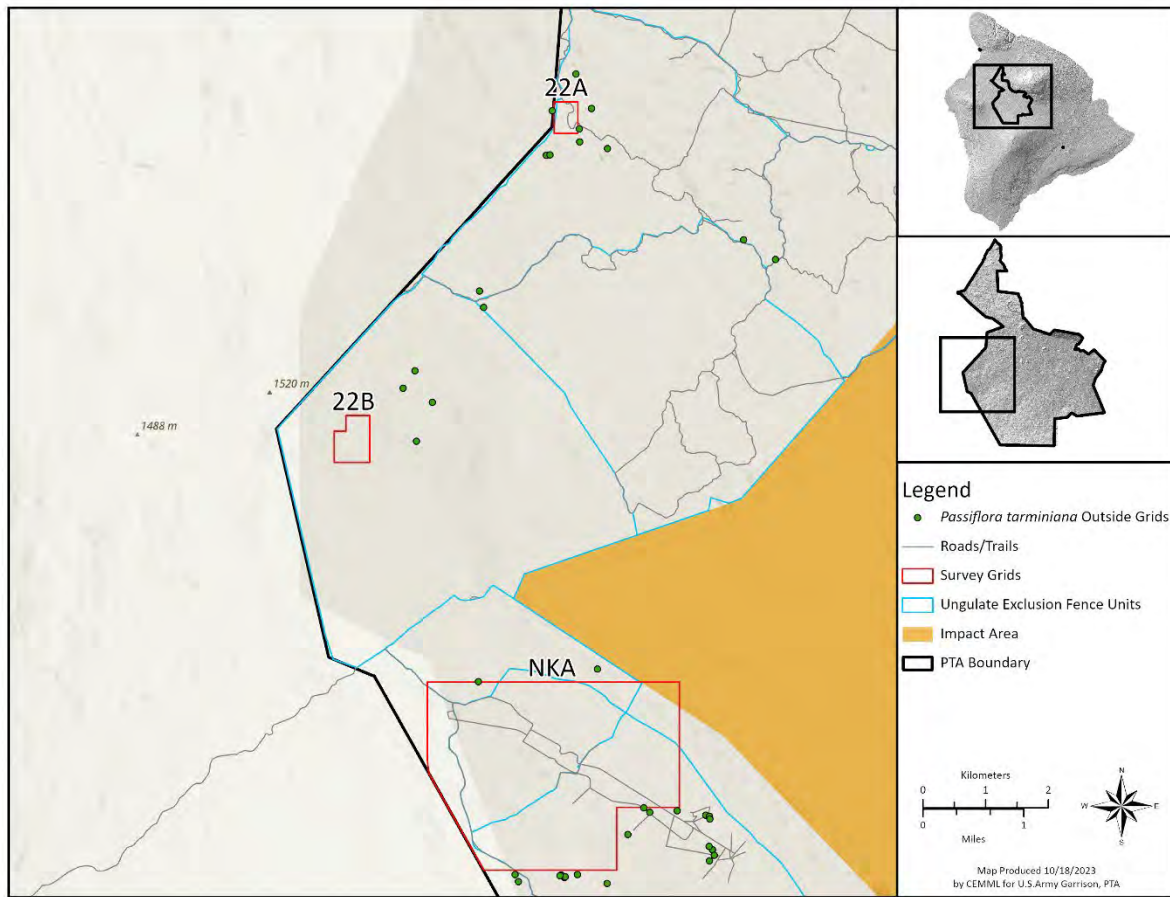 22A
1520 m
22B
1488 m
NKA
Legend
Passiflora tarminiana Outside Grids
Roads/Trails
Survey Grids
Ungulate Exclusion Fence Units
Impact Area
PTA Boundary
Kilometers
0 1 2
0 1
Miles
N
W E
S
Map Produced 10/18/2023
by CEMML for U.S.Army Garrison, PTA